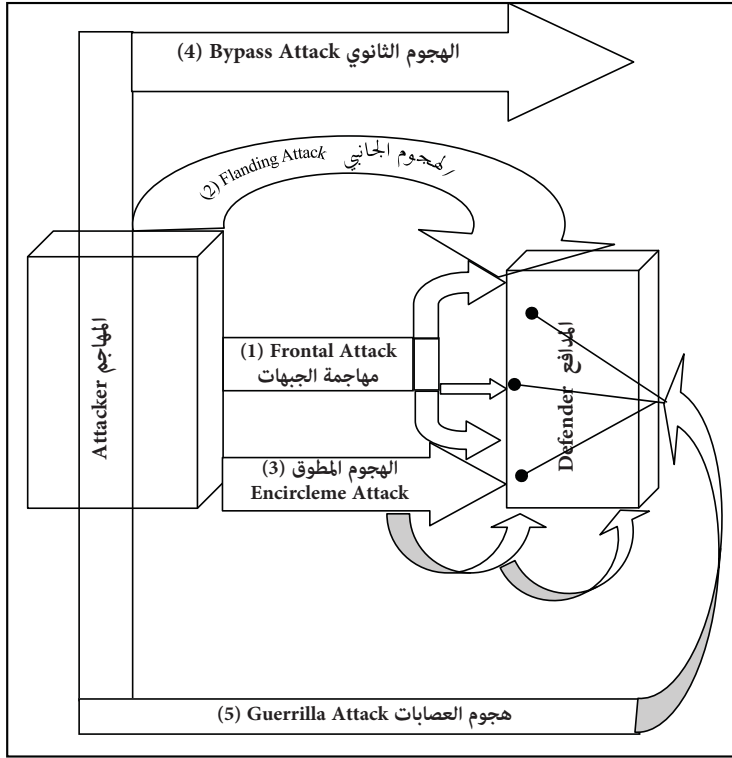 (4) Bypass Attack الهجوم الثانوي
(2) Flanding Attack الهجوم الجانبي
Attacker المهاجم
(1) Frontal Attack
مهاجمة الجبهات
Defender المدافع
(3) الهجوم المطوق
Encircleme Attack
(5) Guerrilla Attack هجوم العصابات